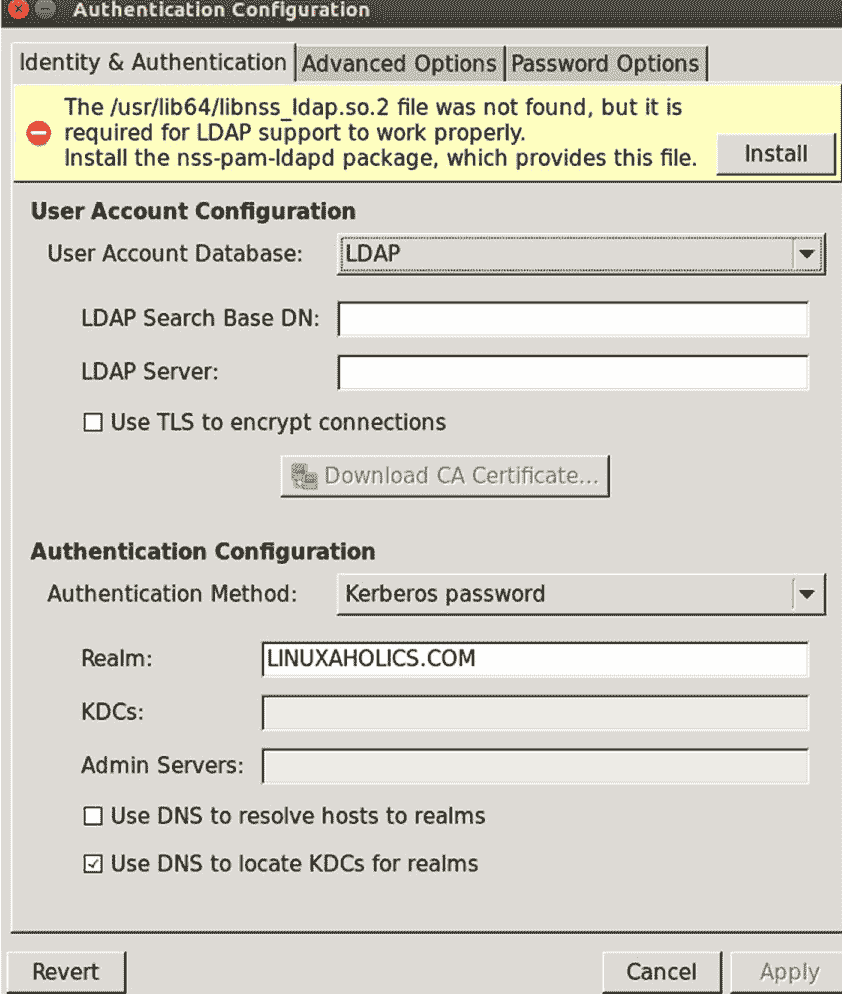 Authentication Configuration
Identity & Authentication
Advanced Options
Password Options
The /usr/lib64/libnss_ldap.so.2 file was not found, but it is
required for LDAP support to work properly.
Install the nss-pam-ldapd package, which provides this file.
Install
User Account Configuration
User Account Database:
LDAP
LDAP Search Base DN:
LDAP Server:
Use TLS to encrypt connections
Download CA Certificate...
Authentication Configuration
Authentication Method:
Kerberos password
Realm:
LINUXAHOLICS.COM
KDCs:
Admin Servers:
Use DNS to resolve hosts to realms
Use DNS to locate KDCs for realms
Revert
Cancel
Apply